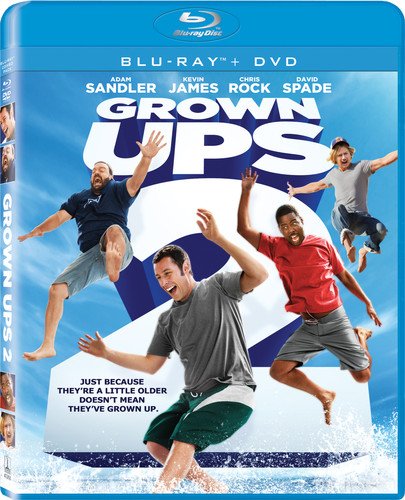 Blu-ray Disc
BLU-RAY™ + DVD
ADAM SANDLER
KEVIN JAMES
CHRIS ROCK
DAVID SPADE
GROWN
UPS
2
JUST BECAUSE
THEY'RE A LITTLE OLDER
DOESN'T MEAN
THEY'VE GROWN UP.
GROWN UPS 2